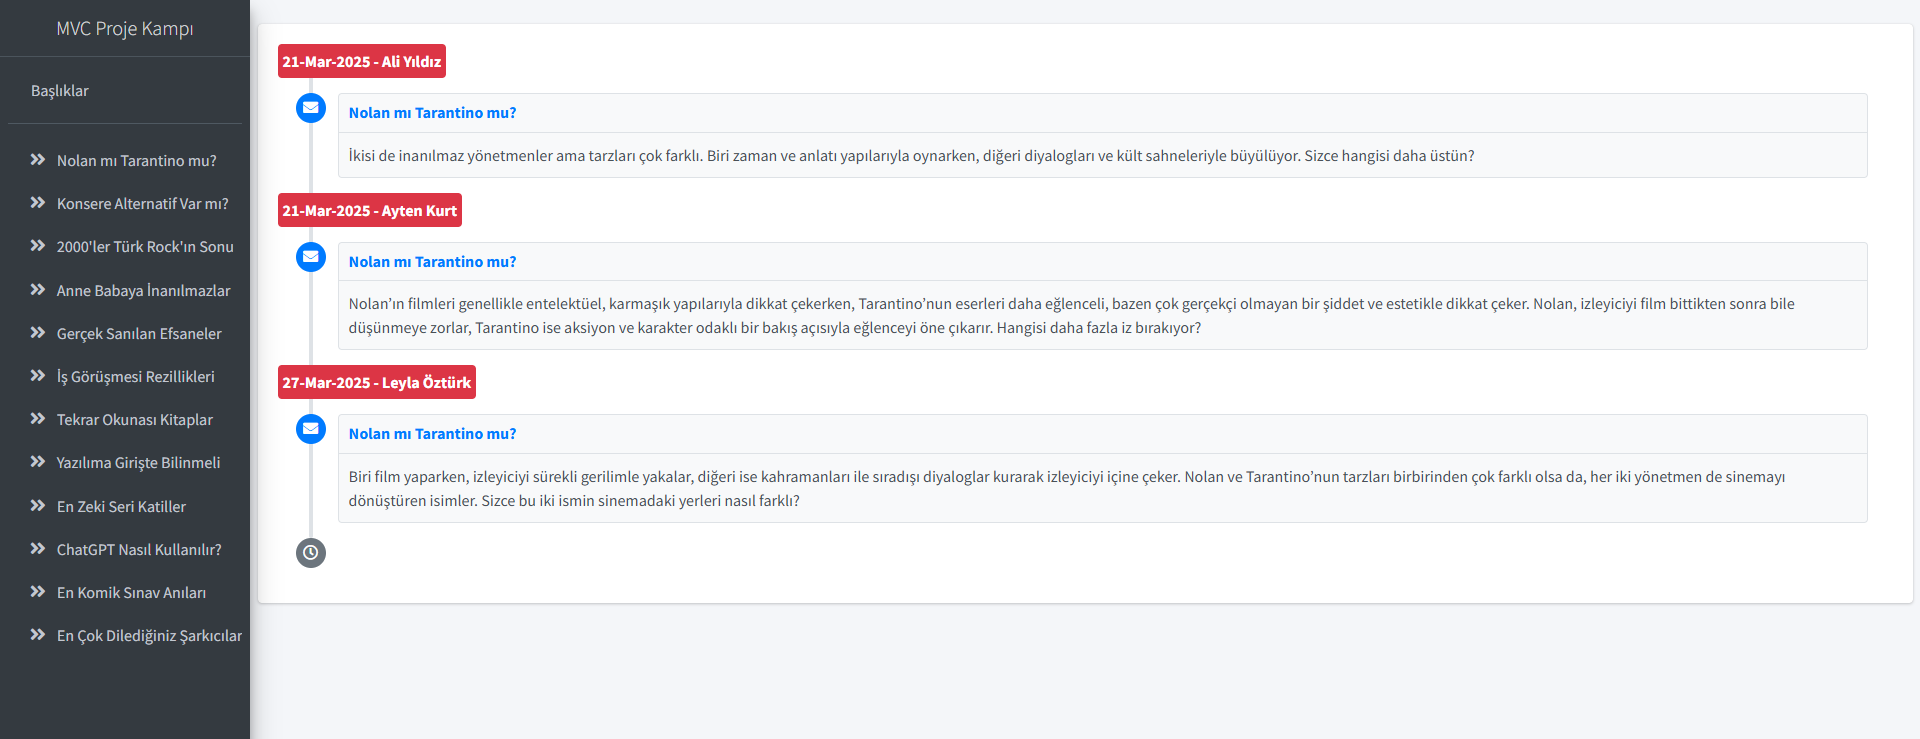 MVC Proje Kampı
Başlıklar
Nolan mı Tarantino mu?
Konsere Alternatif Var mı?
2000'ler Türk Rock'ın Sonu
Anne Babaya İnanılmazlar
Gerçek Sanılan Efsaneler
İş Görüşmesi Rezillikleri
Tekrar Okunası Kitaplar
Yazılıma Girişte Bilinmeli
En Zeki Seri Katiller
ChatGPT Nasıl Kullanılır?
En Komik Sınav Anıları
En Çok Dilediğiniz Şarkıcılar
21-Mar-2025 - Ali Yıldız
Nolan mı Tarantino mu?
İkisi de inanılmaz yönetmenler ama tarzları çok farklı. Biri zaman ve anlatı yapılarıyla oynarken, diğeri diyalogları ve kült sahneleriyle büyülüyor. Sizce hangisi daha üstün?
21-Mar-2025 - Ayten Kurt
Nolan mı Tarantino mu?
Nolan’ın filmleri genellikle entelektüel, karmaşık yapılarıyla dikkat çekerken, Tarantino’nun eserleri daha eğlenceli, bazen çok gerçekçi olmayan bir şiddet ve estetikle dikkat çeker. Nolan, izleyiciyi film bittikten sonra bile
düşünmeye zorlar, Tarantino ise aksiyon ve karakter odaklı bir bakış açısıyla eğlenceyi öne çıkarır. Hangisi daha fazla iz bırakıyor?
27-Mar-2025 - Leyla Öztürk
Nolan mı Tarantino mu?
Biri film yaparken, izleyiciyi sürekli gerilimle yakalar, diğeri ise kahramanları ile sıradışı diyaloglar kurarak izleyiciyi içine çeker. Nolan ve Tarantino’nun tarzları birbirinden çok farklı olsa da, her iki yönetmen de sinemayı
dönüştüren isimler. Sizce bu iki ismin sinemadaki yerleri nasıl farklı?